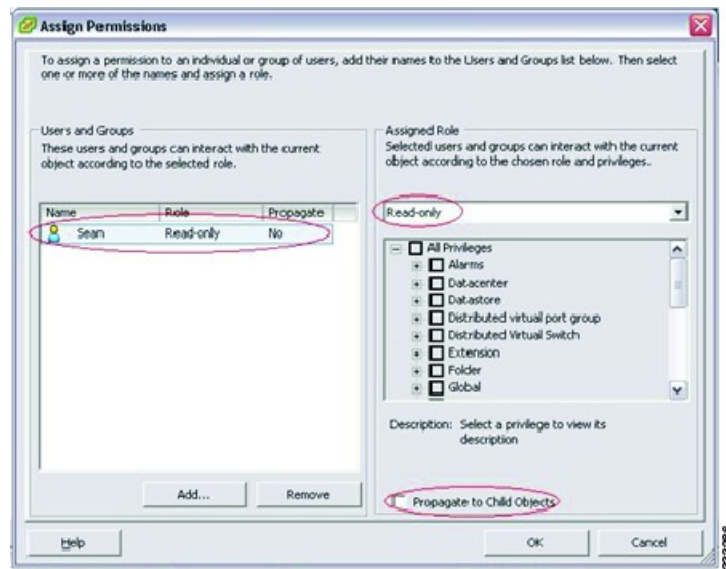 Assign Permissions
To assign a permission to an individual or group of users, add their names to the Users and Groups list below. Then select
one or more of the names and assign a role.
Users and Groups
These users and groups can interact with the current
object according to the selected role.
Name Role Propagate
Sean Read-only No
Add...
Remove
Assigned Role
Selected users and groups can interact with the current
object according to the chosen role and privileges..
Read-only
All Privileges
Alarms
Datacenter
Datastore
Distributed virtual port group
Distributed Virtual Switch
Extension
Folder
Global
Description: Select a privilege to view its
description
Propagate to Child Objects
Help
OK
Cancel